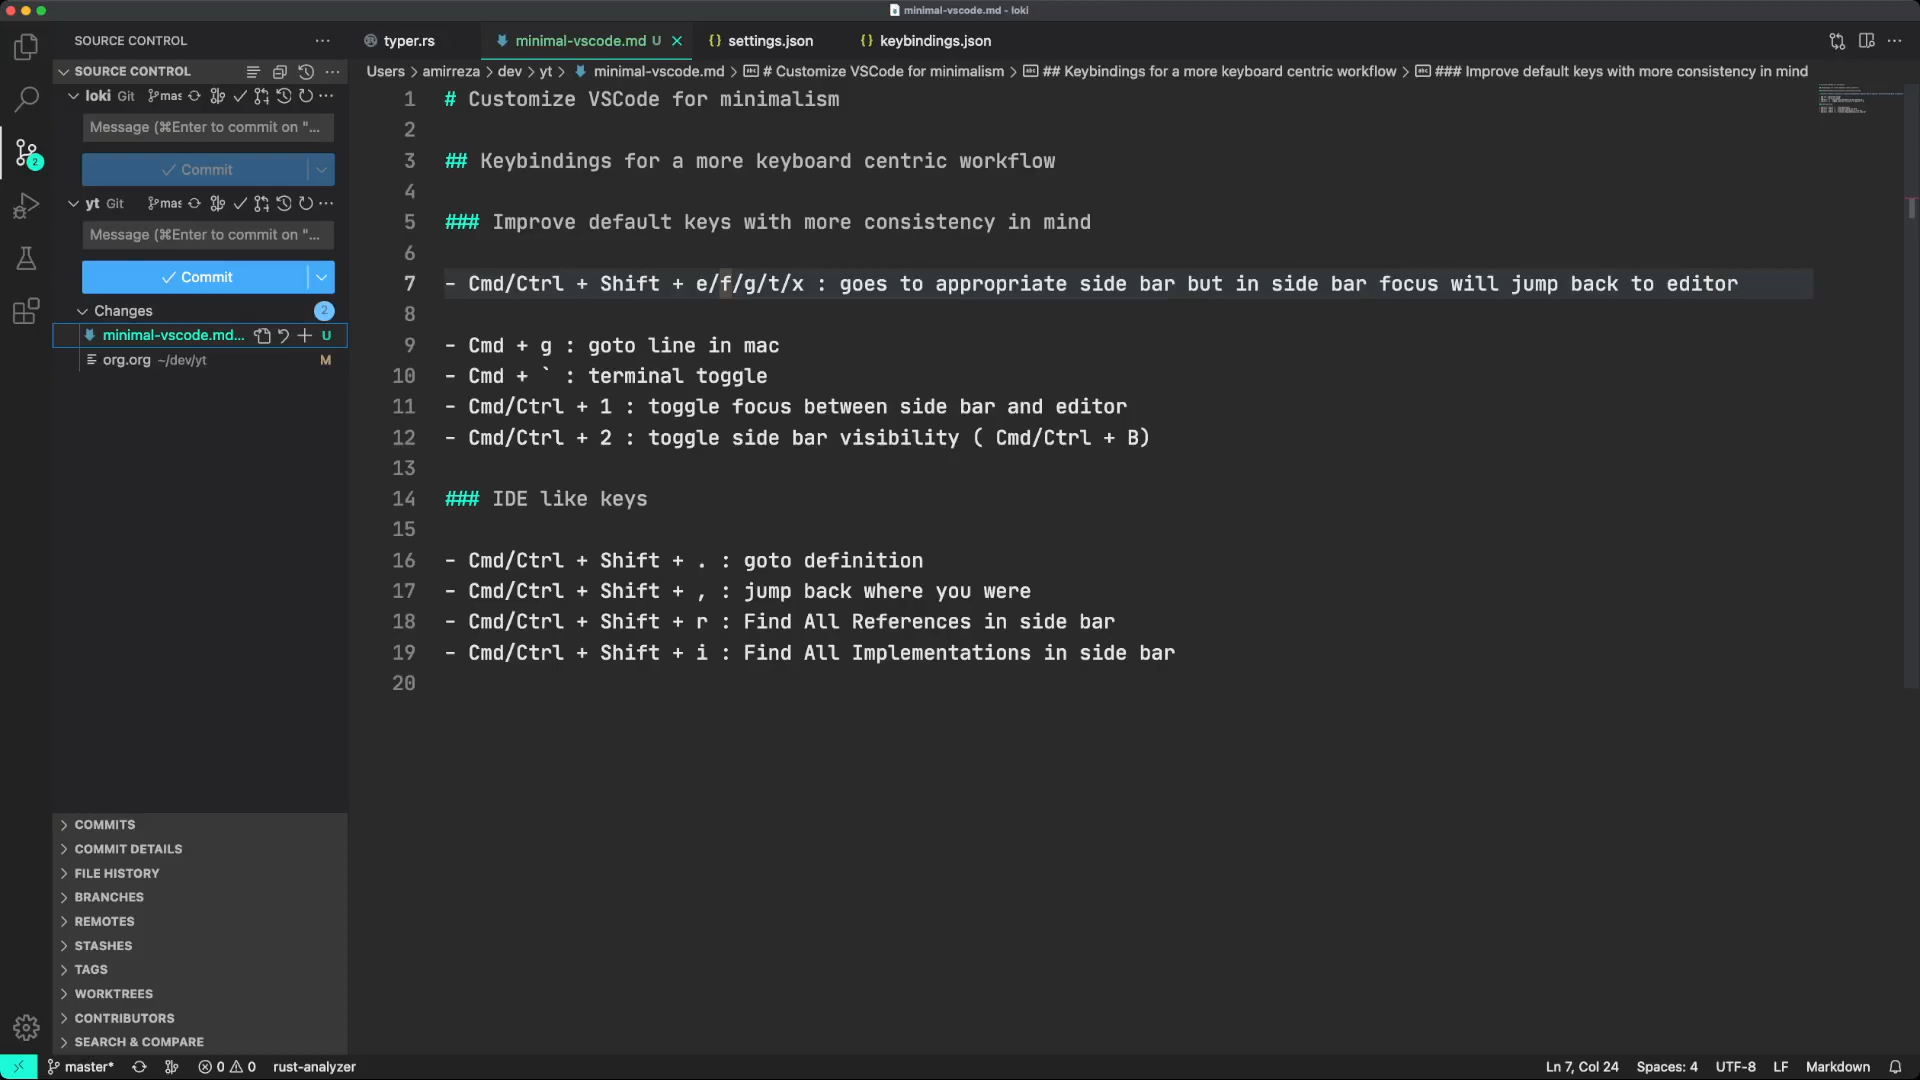 minimal-vscode.md - loki
SOURCE CONTROL
typer.rs
minimal-vscode.md U
{} settings.json
{} keybindings.json
SOURCE CONTROL
Users > amirreza > dev > yt > minimal-vscode.md > # Customize VSCode for minimalism > ## Keybindings for a more keyboard centric workflow > ### Improve default keys with more consistency in mind
loki Git mas
Message (⌘Enter to commit on "...
Commit
yt Git mas
Message (⌘Enter to commit on "...
Commit
Changes 2
minimal-vscode.md... U
org.org ~/dev/yt M
2
1 # Customize VSCode for minimalism
2
3 ## Keybindings for a more keyboard centric workflow
4
5 ### Improve default keys with more consistency in mind
6
7 - Cmd/Ctrl + Shift + e/f/g/t/x : goes to appropriate side bar but in side bar focus will jump back to editor
8
9 - Cmd + g : goto line in mac
10 - Cmd + ` : terminal toggle
11 - Cmd/Ctrl + 1 : toggle focus between side bar and editor
12 - Cmd/Ctrl + 2 : toggle side bar visibility ( Cmd/Ctrl + B)
13
14 ### IDE like keys
15
16 - Cmd/Ctrl + Shift + . : goto definition
17 - Cmd/Ctrl + Shift + , : jump back where you were
18 - Cmd/Ctrl + Shift + r : Find All References in side bar
19 - Cmd/Ctrl + Shift + i : Find All Implementations in side bar
20
COMMITS
COMMIT DETAILS
FILE HISTORY
BRANCHES
REMOTES
STASHES
TAGS
WORKTREES
CONTRIBUTORS
SEARCH & COMPARE
master* 0 0 rust-analyzer
Ln 7, Col 24 Spaces: 4 UTF-8 LF Markdown